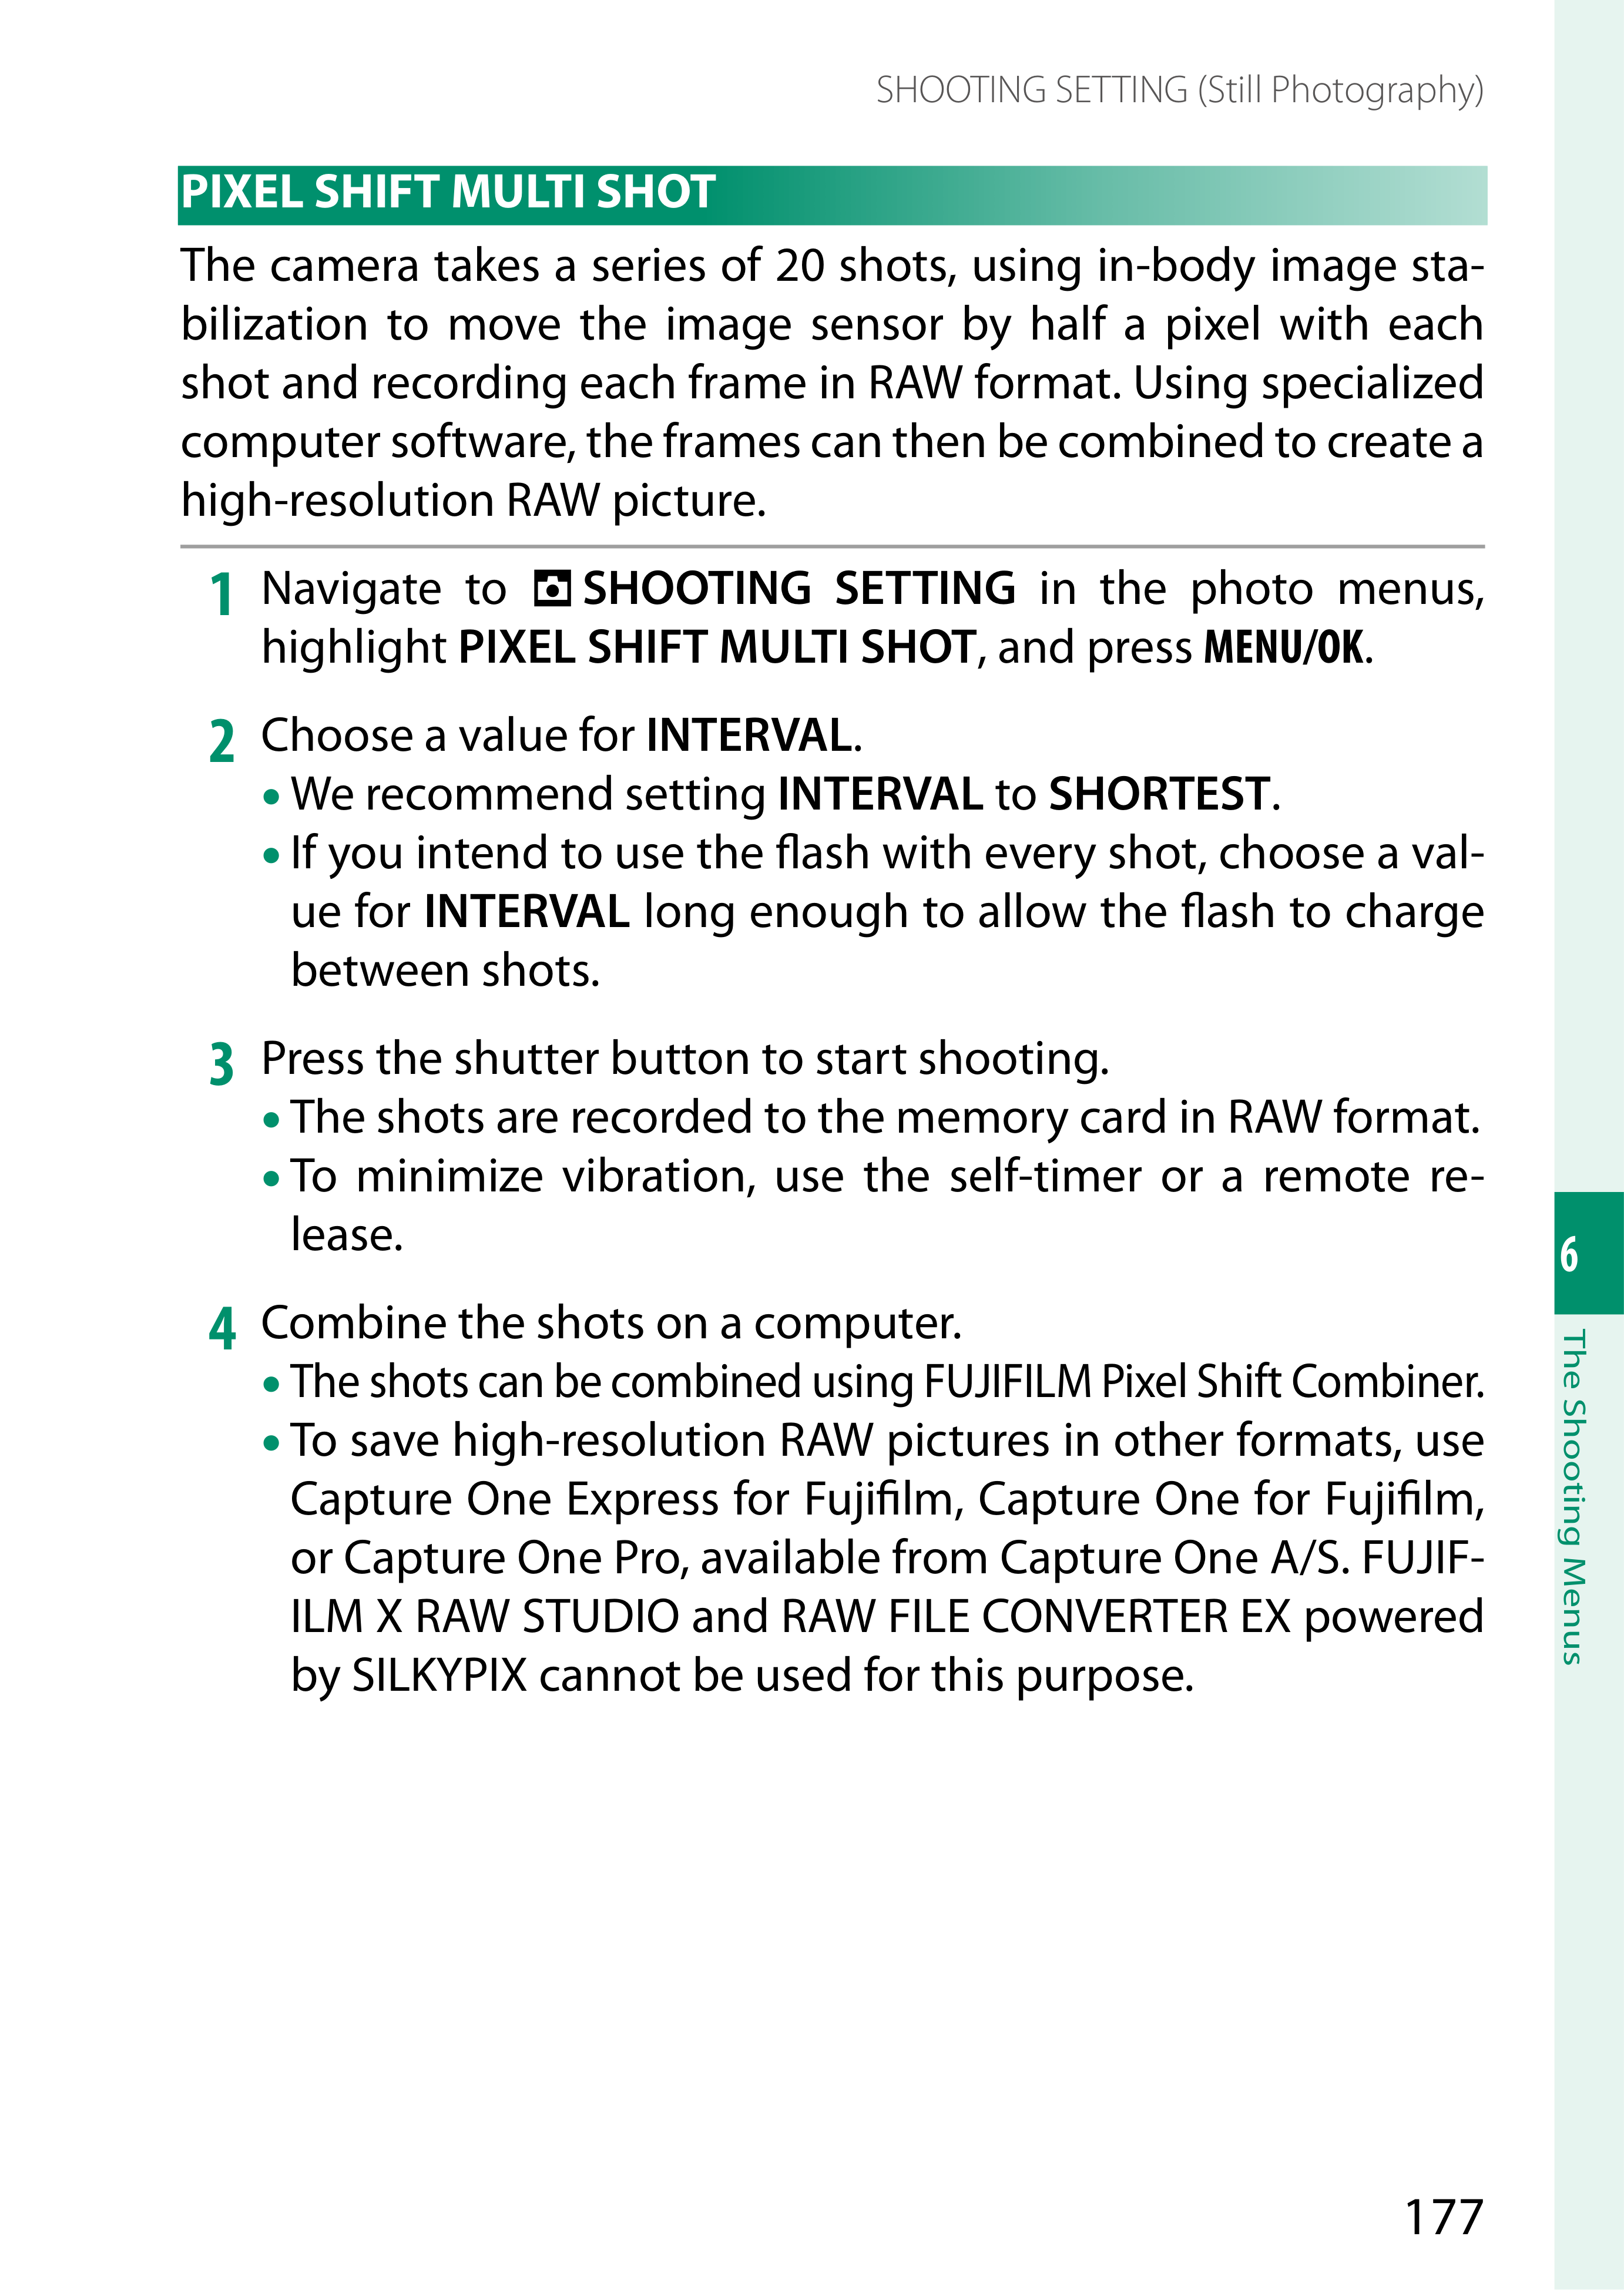 SHOOTING SETTING (Still Photography)
PIXEL SHIFT MULTI SHOT
The camera takes a series of 20 shots, using in-body image sta-
bilization to move the image sensor by half a pixel with each
shot and recording each frame in RAW format. Using specialized
computer software, the frames can then be combined to create a
high-resolution RAW picture.
1 Navigate to SHOOTING SETTING in the photo menus,
highlight PIXEL SHIFT MULTI SHOT, and press MENU/OK.
2 Choose a value for INTERVAL.
• We recommend setting INTERVAL to SHORTEST.
• If you intend to use the flash with every shot, choose a val-
ue for INTERVAL long enough to allow the flash to charge
between shots.
3 Press the shutter button to start shooting.
• The shots are recorded to the memory card in RAW format.
• To minimize vibration, use the self-timer or a remote re-
lease.
4 Combine the shots on a computer.
• The shots can be combined using FUJIFILM Pixel Shift Combiner.
• To save high-resolution RAW pictures in other formats, use
Capture One Express for Fujifilm, Capture One for Fujifilm,
or Capture One Pro, available from Capture One A/S. FUJIF-
ILM X RAW STUDIO and RAW FILE CONVERTER EX powered
by SILKYPIX cannot be used for this purpose.
6
The Shooting Menus
177